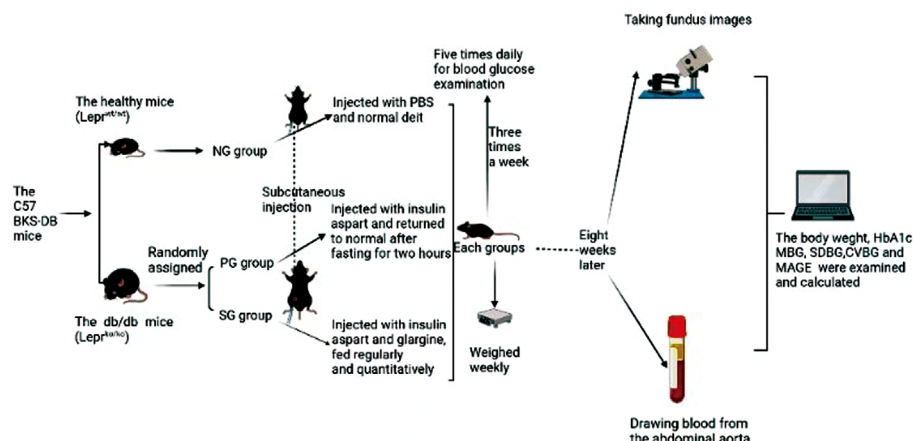 Taking fundus images
Five times daily
for blood glucose
examination
The healthy mice
(Lepr^wt/wt)
Injected with PBS
and normal deit
NG group
Three
times
a week
The
C57
BKS-DB
mice
Subcutaneous
injection
Randomly
assigned
PG group
Injected with insulin
aspart and returned
to normal after
fasting for two hours
Each groups
Eight
weeks
later
The body weght, HbA1c
MBG, SDBG,CVBG and
MAGE were examined
and calculated
SG group
The db/db mice
(Lepr^ko/ko)
Injected with insulin
aspart and glargine,
fed regularly
and quantitatively
Weighed
weekly
Drawing blood from
the abdominal aorta